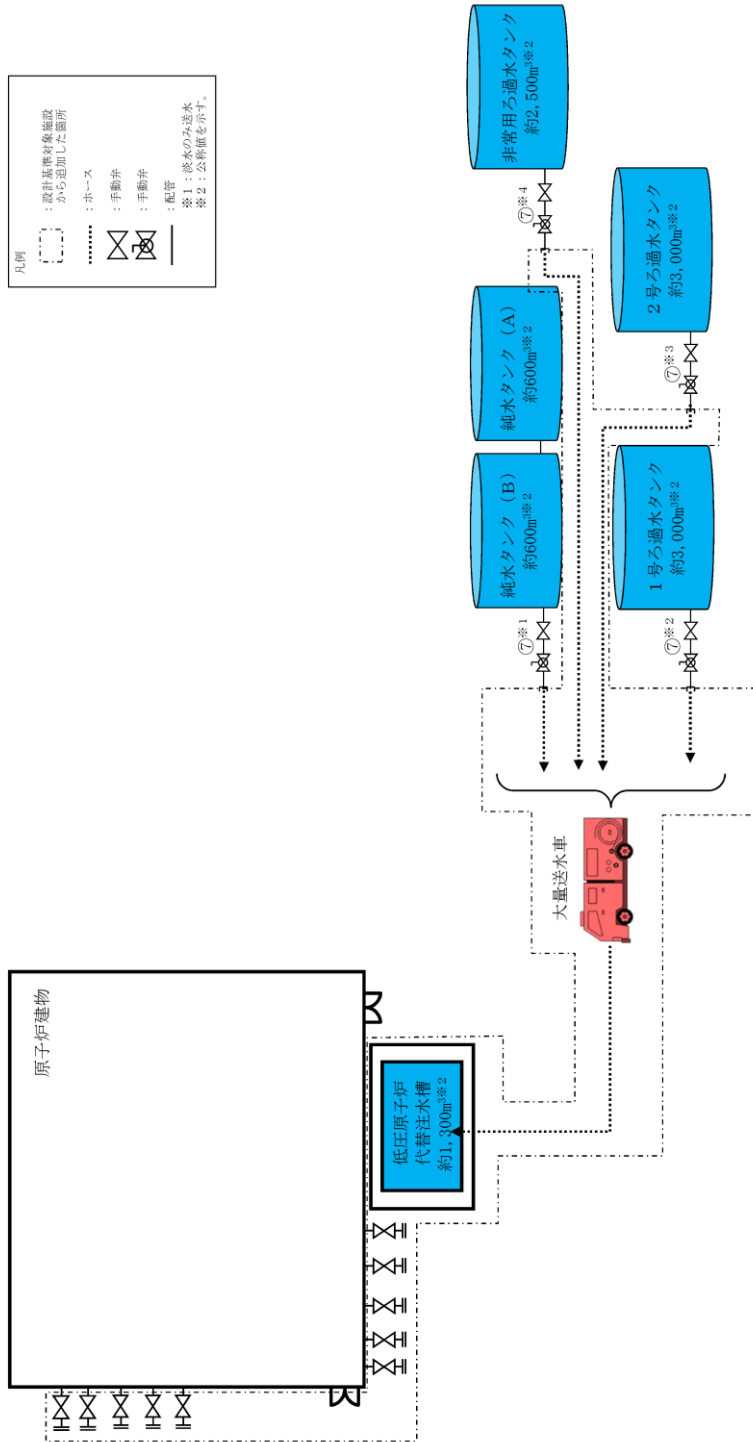 原子炉建物
低圧原子炉
代替注水槽
約1,300m³※2
大量送水車
純水タンク (B)
約600m³※2
⑦※1
純水タンク (A)
約600m³※2
非常用ろ過水タンク
約2,500m³※2
⑦※4
1号ろ過水タンク
約3,000m³※2
⑦※2
2号ろ過水タンク
約3,000m³※2
⑦※3
凡例
：設計基準対象施設
から追加した箇所
：ホース
：手動弁
：手動弁
：配管
※1：淡水のみ送水
※2：公称値を示す。